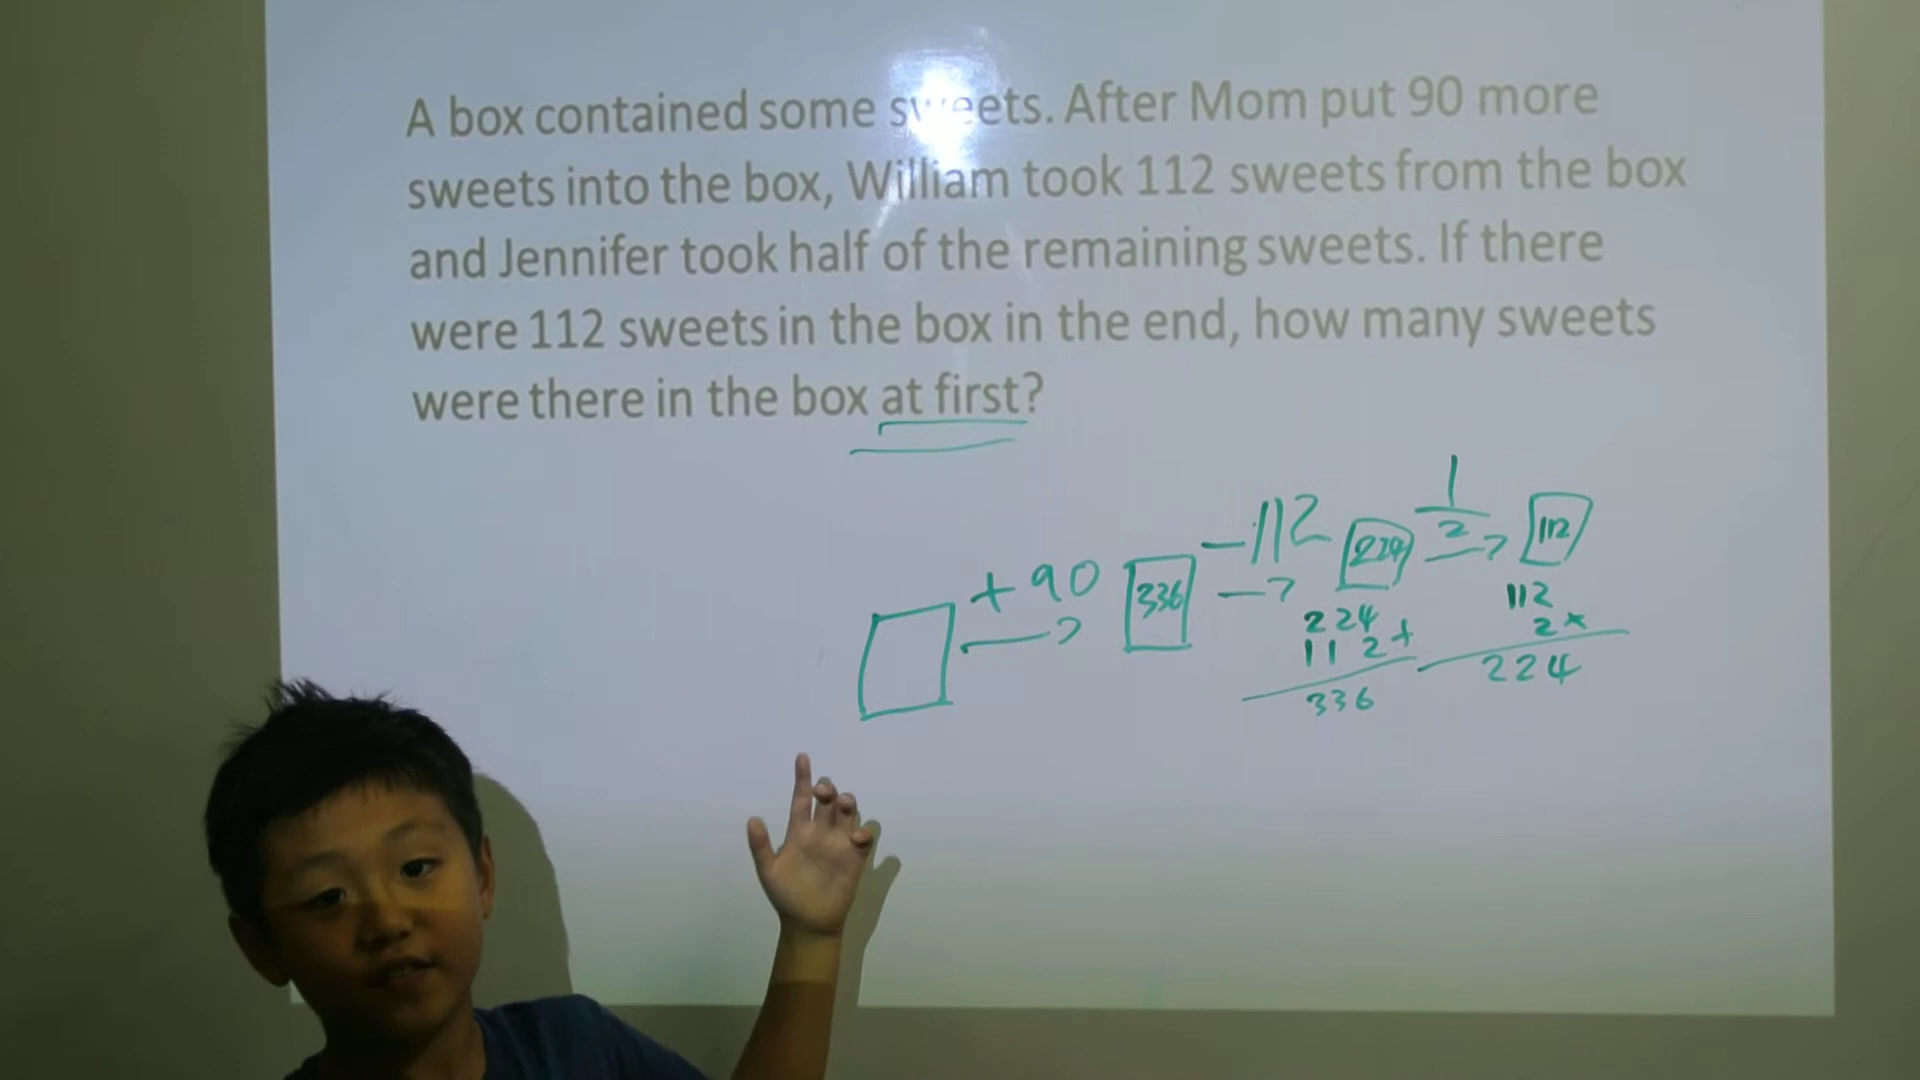 A box contained some sweets. After Mom put 90 more
sweets into the box, William took 112 sweets from the box
and Jennifer took half of the remaining sweets. If there
were 112 sweets in the box in the end, how many sweets
were there in the box at first?
+90
336
-112
224
1
2
112
224
112+
336
112
2×
224